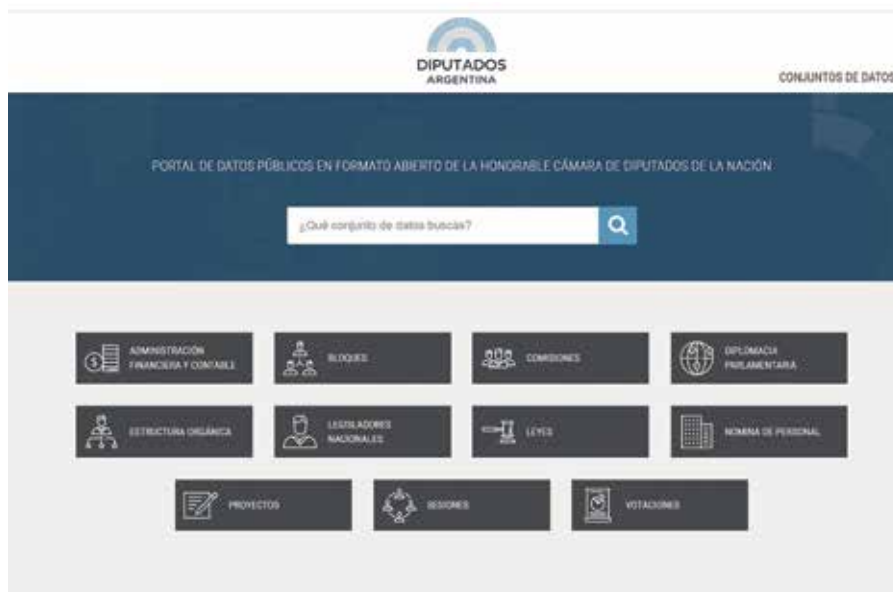 DIPUTADOS
ARGENTINA
CONJUNTOS DE DATOS
PORTAL DE DATOS PÚBLICOS EN FORMATO ABIERTO DE LA HONORABLE CÁMARA DE DIPUTADOS DE LA NACIÓN
¿Qué conjunto de datos buscas?
ADMINISTRACIÓN
FINANCIERA Y CONTABLE
BLOQUES
COMISIONES
DIPLOMACIA
PARLAMENTARIA
ESTRUCTURA ORGÁNICA
LEGISLADORES
NACIONALES
LEYES
NOMINA DE PERSONAL
PROYECTOS
SESIONES
VOTACIONES